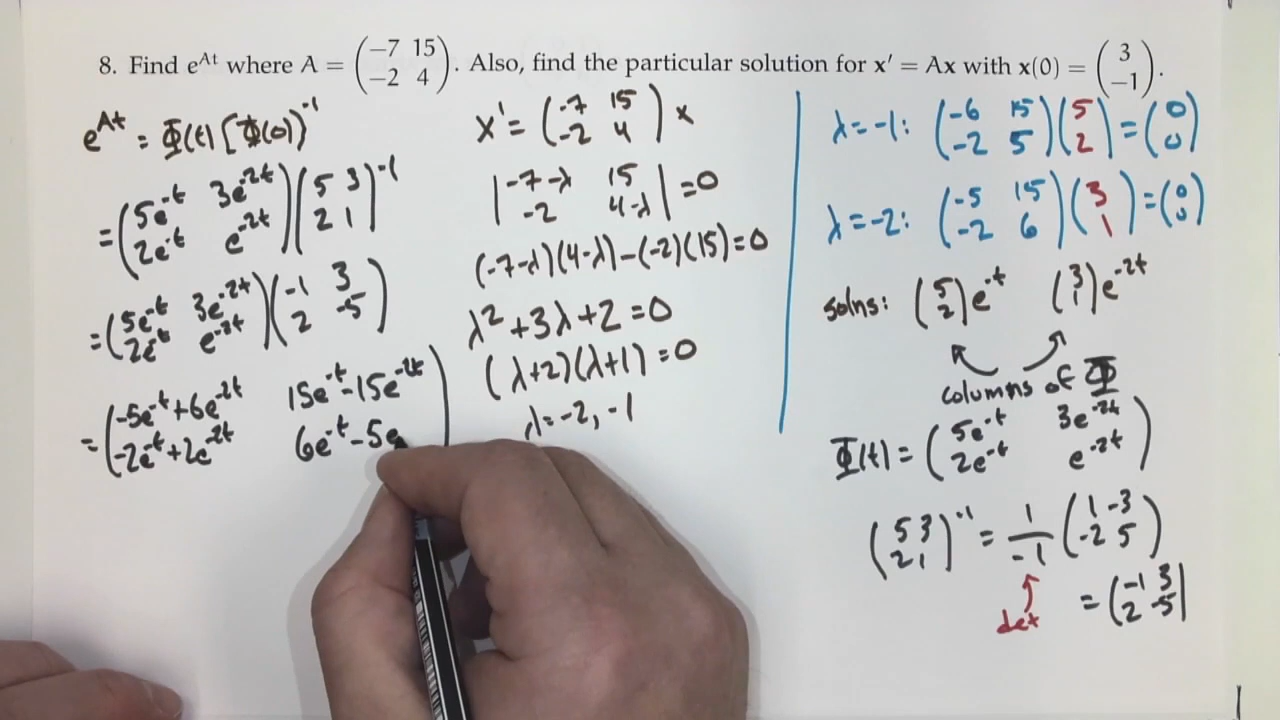 8. Find eᴬᵗ where A = (−7 15; −2 4). Also, find the particular solution for x′ = Ax with x(0) = (3; −1).
eᴬᵗ = Φ(t) [Φ(0)]⁻¹
= (5e⁻ᵗ 3e⁻²ᵗ; 2e⁻ᵗ e⁻²ᵗ)(5 3; 2 1)⁻¹
= (5e⁻ᵗ 3e⁻²ᵗ; 2e⁻ᵗ e⁻²ᵗ)(-1 3; 2 -5)
= (-5e⁻ᵗ+6e⁻²ᵗ 15e⁻ᵗ-15e⁻²ᵗ; -2e⁻ᵗ+2e⁻²ᵗ 6e⁻ᵗ-5e
x' = (-7 15; -2 4) x
|-7-λ 15; -2 4-λ| = 0
(-7-λ)(4-λ)-(-2)(15)=0
λ²+3λ+2=0
(λ+2)(λ+1)=0
λ=-2,-1
λ=-1: (-6 15; -2 5)(5; 2)=(0; 0)
λ=-2: (-5 15; -2 6)(3; 1)=(0; 0)
solns: (5; 2)e⁻ᵗ (3; 1)e⁻²ᵗ
columns of Φ
Φ(t) = (5e⁻ᵗ 3e⁻²ᵗ; 2e⁻ᵗ e⁻²ᵗ)
(5 3; 2 1)⁻¹ = 1/-1 (1 -3; -2 5)
det
= (-1 3; 2 -5)